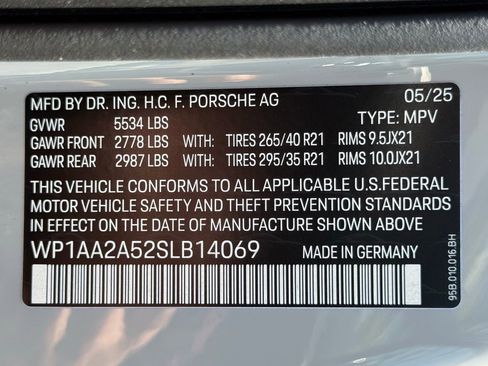 MFD BY DR. ING. H.C. F. PORSCHE AG 05/25
GVWR 5534 LBS TYPE: MPV
GAWR FRONT 2778 LBS WITH: TIRES 265/40 R21 RIMS 9.5JX21
GAWR REAR 2987 LBS WITH: TIRES 295/35 R21 RIMS 10.0JX21
THIS VEHICLE CONFORMS TO ALL APPLICABLE U.S.FEDERAL
MOTOR VEHICLE SAFETY AND THEFT PREVENTION STANDARDS
IN EFFECT ON THE DATE OF MANUFACTURE SHOWN ABOVE.
WP1AA2A52SLB14069 MADE IN GERMANY
95B.010.016.BH